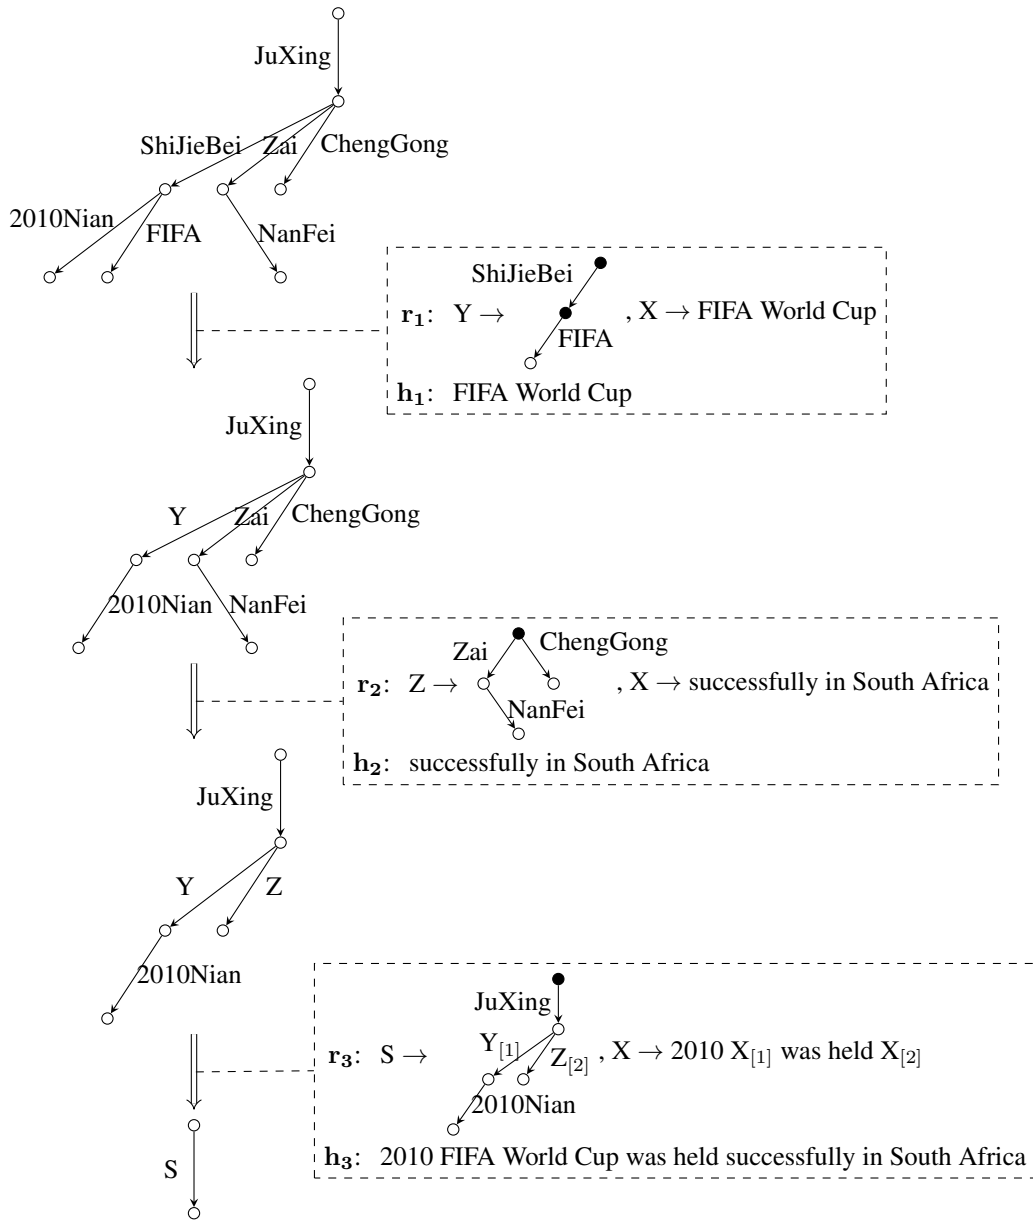 JuXing
ShiJieBei Zai ChengGong
2010Nian FIFA NanFei
ShiJieBei
r₁: Y → , X → FIFA World Cup
FIFA
h₁: FIFA World Cup
JuXing
Y Zai ChengGong
2010Nian NanFei
Zai ChengGong
r₂: Z → , X → successfully in South Africa
NanFei
h₂: successfully in South Africa
JuXing
Y Z
2010Nian
JuXing
r₃: S → Y[1] Z[2] , X → 2010 X[1] was held X[2]
2010Nian
h₃: 2010 FIFA World Cup was held successfully in South Africa
S